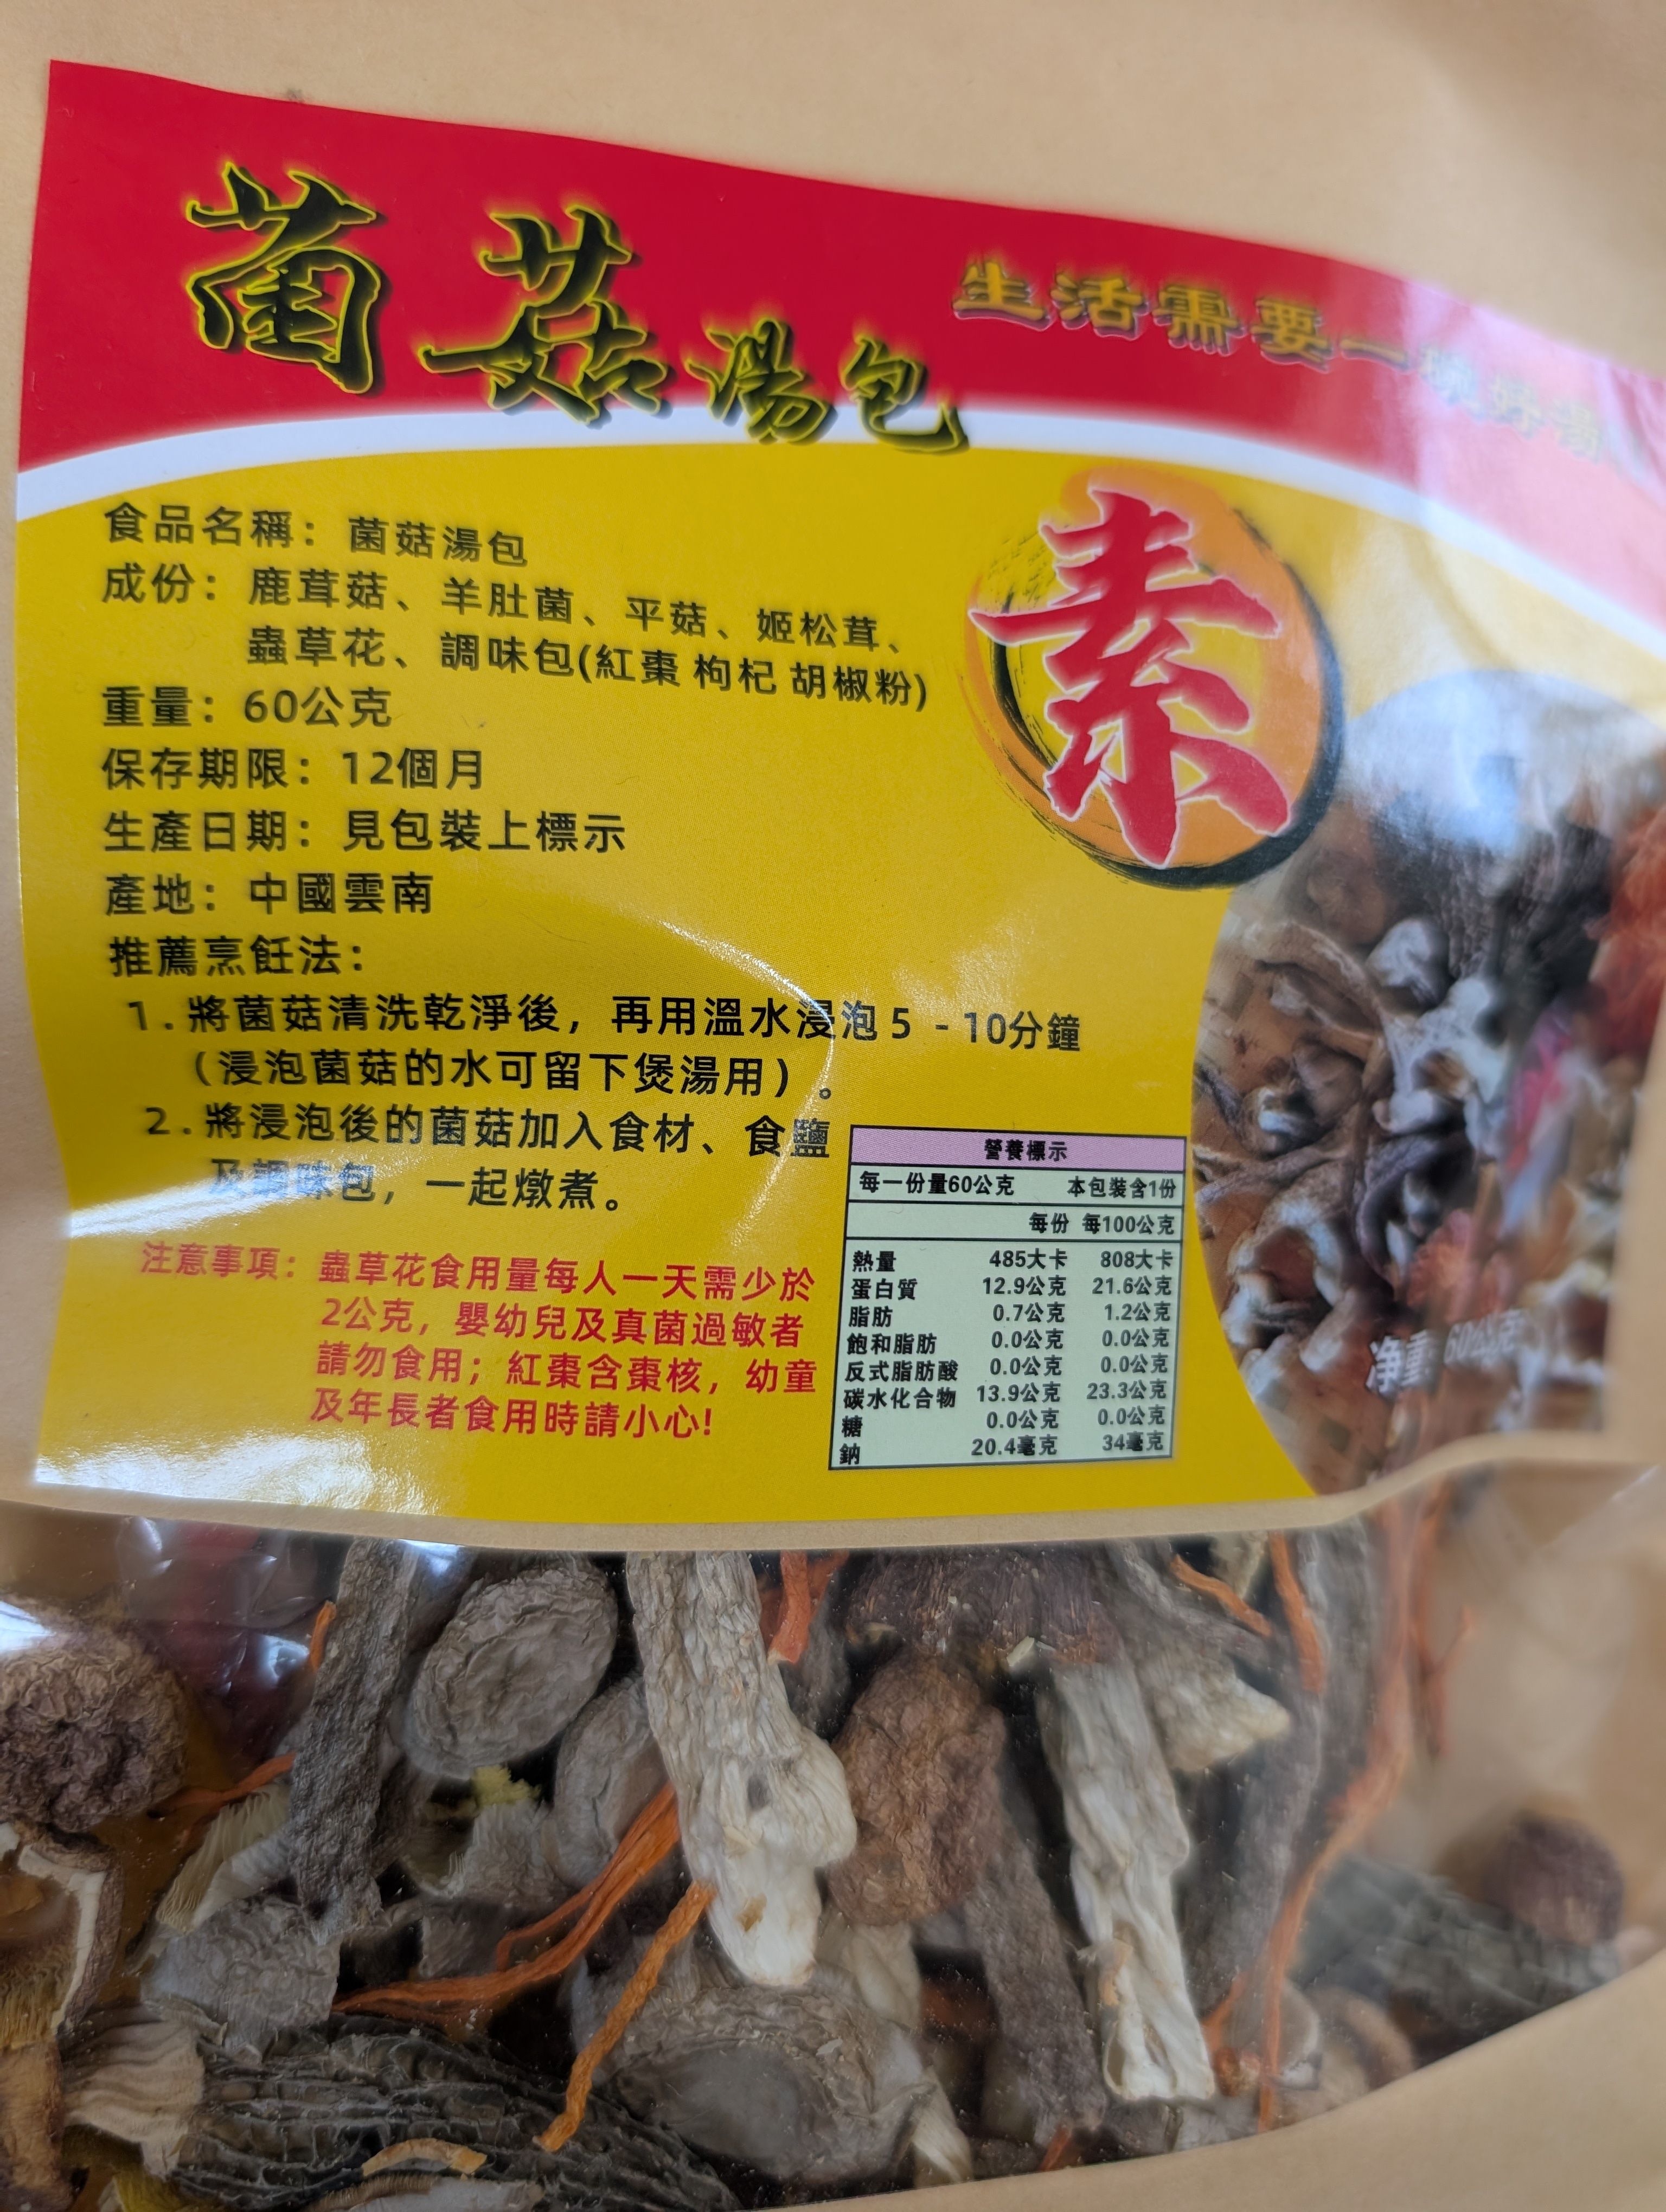 菌菇湯包
生活需要一碗好湯
素
食品名稱：菌菇湯包
成份：鹿茸菇、羊肚菌、平菇、姬松茸、
蟲草花、調味包(紅棗 枸杞 胡椒粉)
重量：60公克
保存期限：12個月
生產日期：見包裝上標示
產地：中國雲南
推薦烹飪法：
1.將菌菇清洗乾淨後，再用溫水浸泡5 - 10分鐘
（浸泡菌菇的水可留下煲湯用）。
2.將浸泡後的菌菇加入食材、食鹽
及調味包，一起燉煮。
注意事項：蟲草花食用量每人一天需少於
2公克，嬰幼兒及真菌過敏者
請勿食用；紅棗含棗核，幼童
及年長者食用時請小心!
營養標示
每一份量60公克 本包裝含1份
每份 每100公克
熱量 485大卡 808大卡
蛋白質 12.9公克 21.6公克
脂肪 0.7公克 1.2公克
飽和脂肪 0.0公克 0.0公克
反式脂肪酸 0.0公克 0.0公克
碳水化合物 13.9公克 23.3公克
糖 0.0公克 0.0公克
鈉 20.4毫克 34毫克
净重 60公克